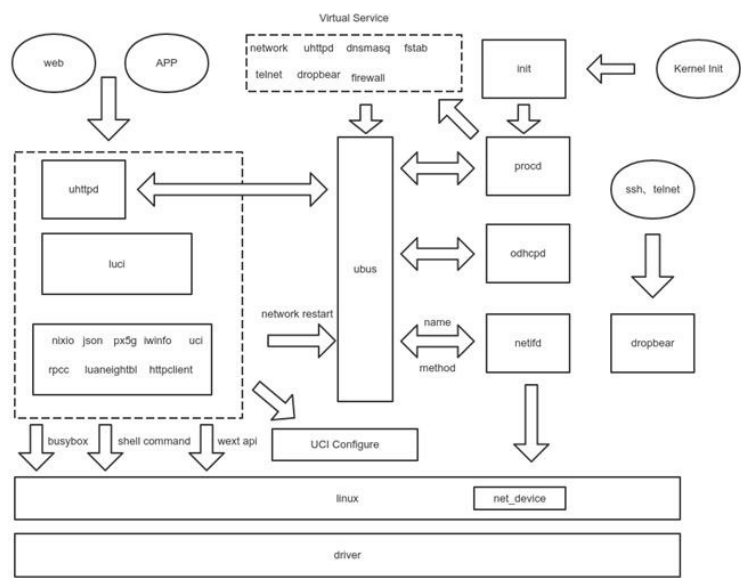 Virtual Service
network uhttpd dnsmasq fstab
telnet dropbear firewall
web
APP
init
Kernel Init
uhttpd
luci
nixio json px5g iwinfo uci
rpcc luaneightbl httpclient
ubus
procd
odhcpd
netifd
ssh、telnet
dropbear
network restart
name
method
UCI Configure
busybox
shell command
wext api
linux
net_device
driver